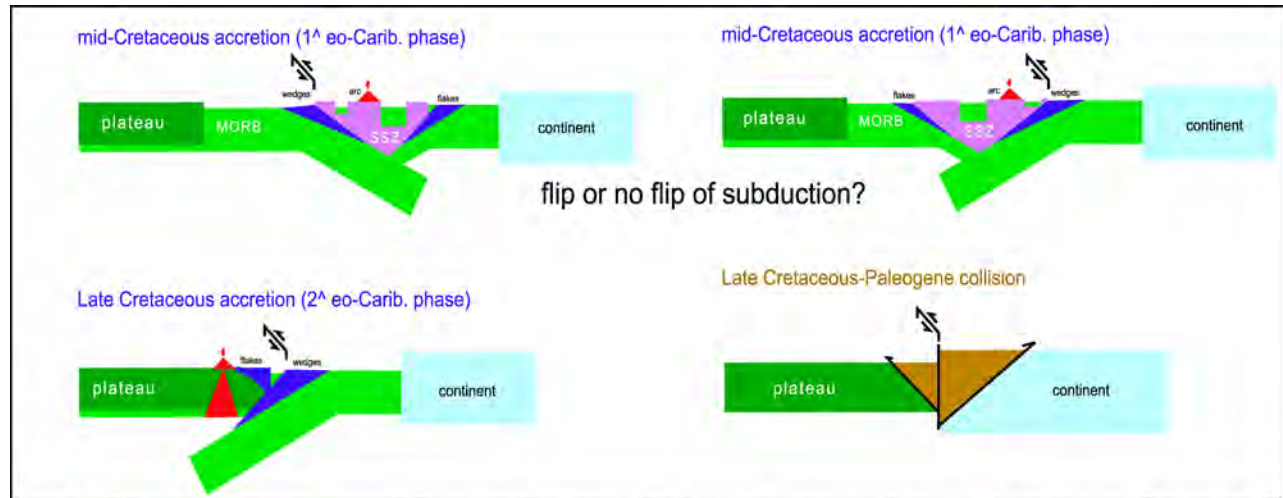 mid-Cretaceous accretion (1^ eo-Carib. phase)
wedges
arc
flakes
plateau
MORB
SSZ
continent
mid-Cretaceous accretion (1^ eo-Carib. phase)
flakes
arc
wedges
plateau
MORB
SSZ
continent
flip or no flip of subduction?
Late Cretaceous accretion (2^ eo-Carib. phase)
flakes
wedges
plateau
continent
Late Cretaceous-Paleogene collision
plateau
continent